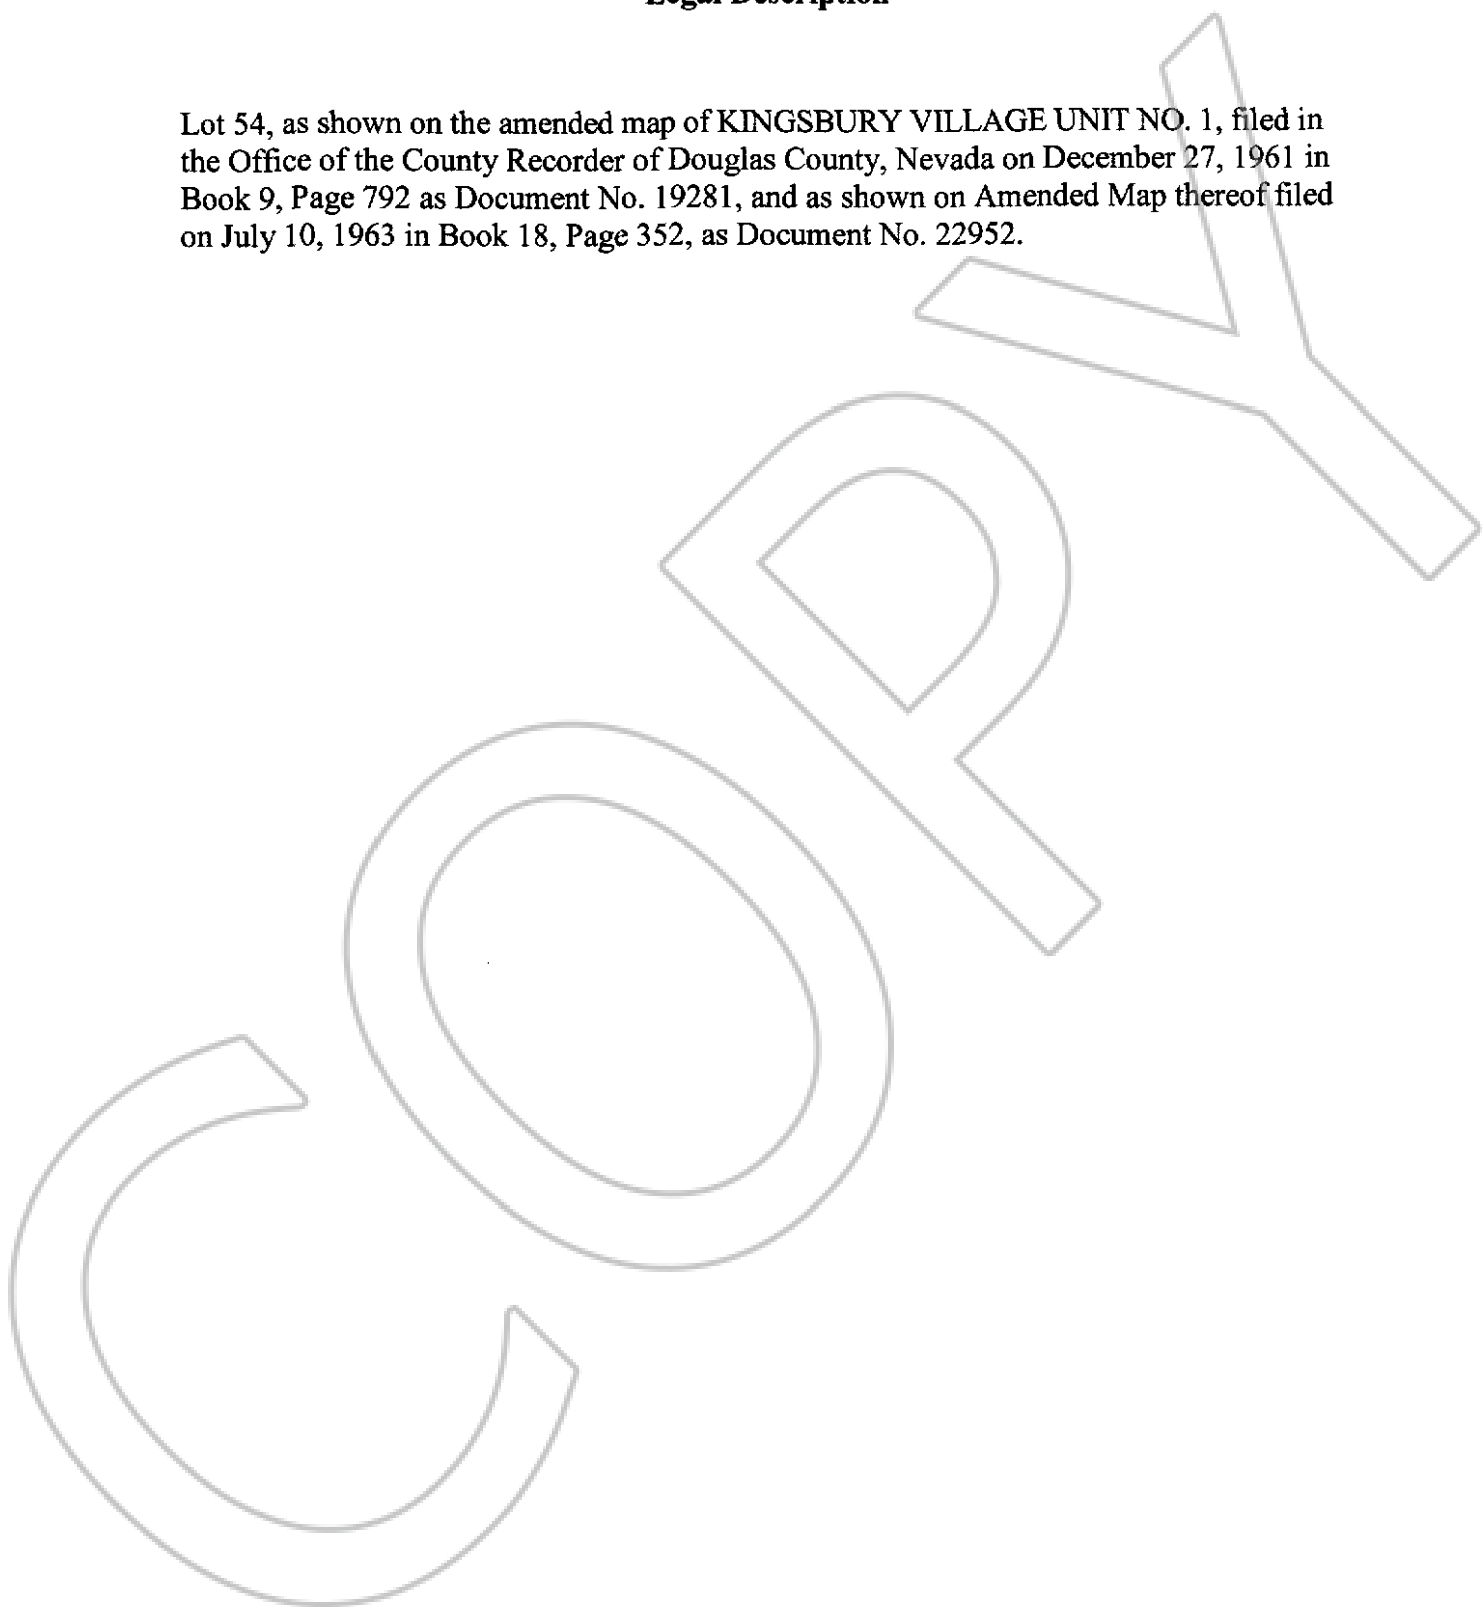 Legal Description
Lot 54, as shown on the amended map of KINGSBURY VILLAGE UNIT NO. 1, filed in
the Office of the County Recorder of Douglas County, Nevada on December 27, 1961 in
Book 9, Page 792 as Document No. 19281, and as shown on Amended Map thereof filed
on July 10, 1963 in Book 18, Page 352, as Document No. 22952.
COPY